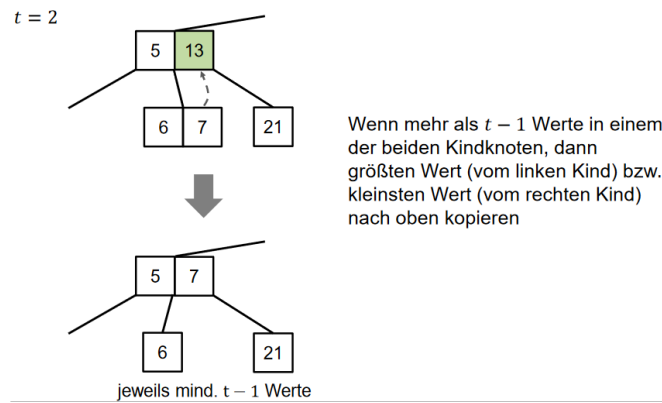 t = 2
5 13
6 7 21
Wenn mehr als t − 1 Werte in einem
der beiden Kindknoten, dann
größten Wert (vom linken Kind) bzw.
kleinsten Wert (vom rechten Kind)
nach oben kopieren
5 7
6 21
jeweils mind. t − 1 Werte